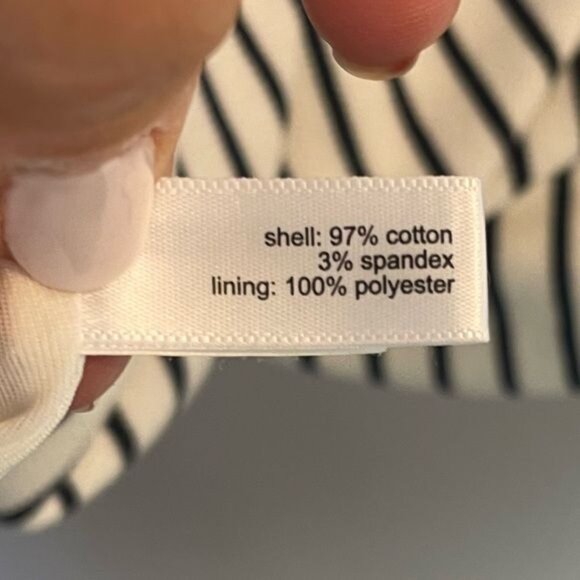 shell: 97% cotton
3% spandex
lining: 100% polyester